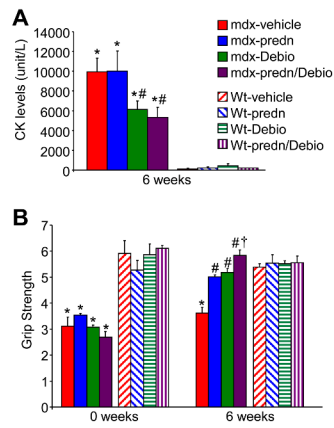 A
CK levels (unit/L)
14000
12000
10000
8000
6000
4000
2000
0
*
*
*#
*#
6 weeks
mdx-vehicle
mdx-predn
mdx-Debio
mdx-predn/Debio
Wt-vehicle
Wt-predn
Wt-Debio
Wt-predn/Debio
B
Grip Strength
7
6
5
4
3
2
1
0
*
*
*
*
*
#
#
#†
0 weeks
6 weeks